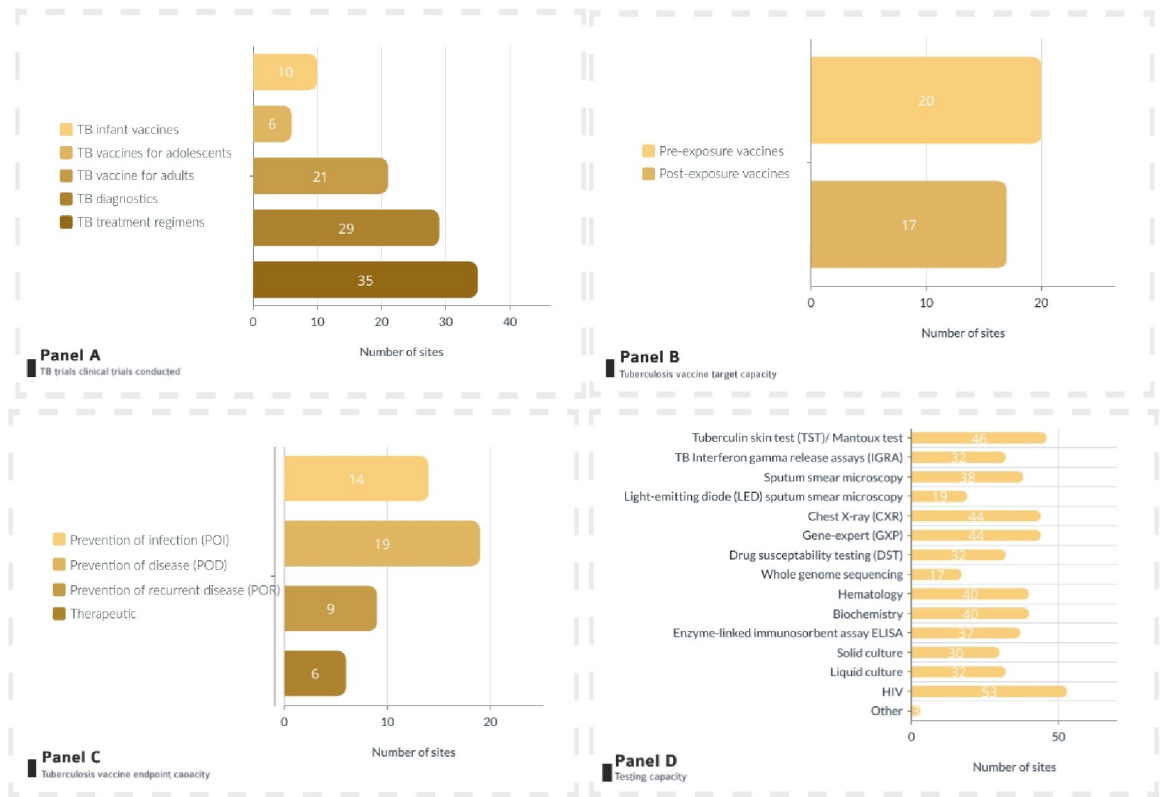 10
6
21
29
35
TB infant vaccines
TB vaccines for adolescents
TB vaccine for adults
TB diagnostics
TB treatment regimens
0 10 20 30 40
Number of sites
Panel A
TB trials clinical trials conducted
20
17
Pre-exposure vaccines
Post-exposure vaccines
0 10 20
Number of sites
Panel B
Tuberculosis vaccine target capacity
14
19
9
6
Prevention of infection (POI)
Prevention of disease (POD)
Prevention of recurrent disease (POR)
Therapeutic
0 10 20
Number of sites
Panel C
Tuberculosis vaccine endpoint capacity
Tuberculin skin test (TST)/ Mantoux test 46
TB Interferon gamma release assays (IGRA) 32
Sputum smear microscopy 38
Light-emitting diode (LED) sputum smear microscopy 19
Chest X-ray (CXR) 44
Gene-expert (GXP) 44
Drug susceptability testing (DST) 32
Whole genome sequencing 17
Hematology 40
Biochemistry 40
Enzyme-linked immunosorbent assay ELISA 37
Solid culture 30
Liquid culture 32
HIV 53
Other
0 50
Number of sites
Panel D
Testing capacity